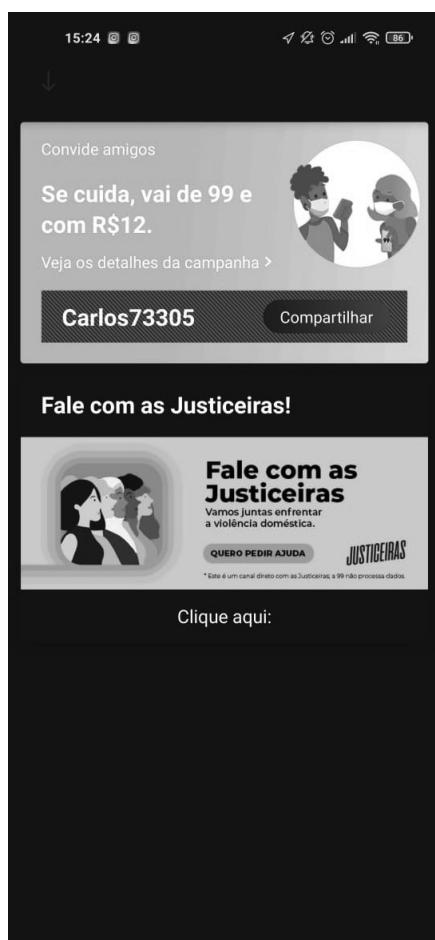 15:24
86
Convide amigos
Se cuida, vai de 99 e
com R$12.
Veja os detalhes da campanha >
Carlos73305
Compartilhar
Fale com as Justiceiras!
Fale com as
Justiceiras
Vamos juntas enfrentar
a violência doméstica.
QUERO PEDIR AJUDA
JUSTICEIRAS
* Este é um canal direto com as Justiceiras; a 99 não processa dados.
Clique aqui: